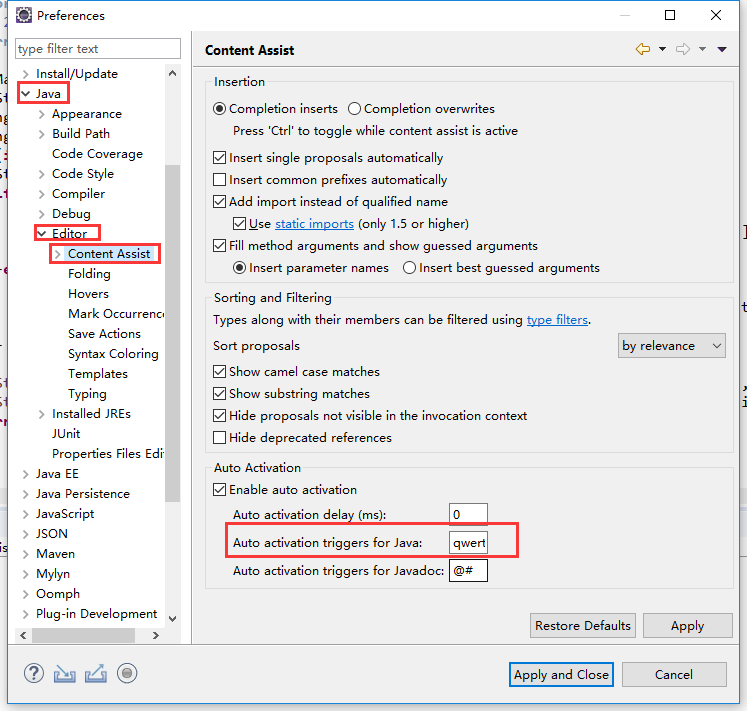 Preferences
type filter text
Install/Update
Java
Appearance
Build Path
Code Coverage
Code Style
Compiler
Debug
Editor
Content Assist
Folding
Hovers
Mark Occurrenc
Save Actions
Syntax Coloring
Templates
Typing
Installed JREs
JUnit
Properties Files Edi
Java EE
Java Persistence
JavaScript
JSON
Maven
Mylyn
Oomph
Plug-in Development
Content Assist
Insertion
Completion inserts Completion overwrites
Press 'Ctrl' to toggle while content assist is active
Insert single proposals automatically
Insert common prefixes automatically
Add import instead of qualified name
Use static imports (only 1.5 or higher)
Fill method arguments and show guessed arguments
Insert parameter names Insert best guessed arguments
Sorting and Filtering
Types along with their members can be filtered using type filters.
Sort proposals by relevance
Show camel case matches
Show substring matches
Hide proposals not visible in the invocation context
Hide deprecated references
Auto Activation
Enable auto activation
Auto activation delay (ms): 0
Auto activation triggers for Java: qwert
Auto activation triggers for Javadoc: @#
Restore Defaults Apply
Apply and Close Cancel